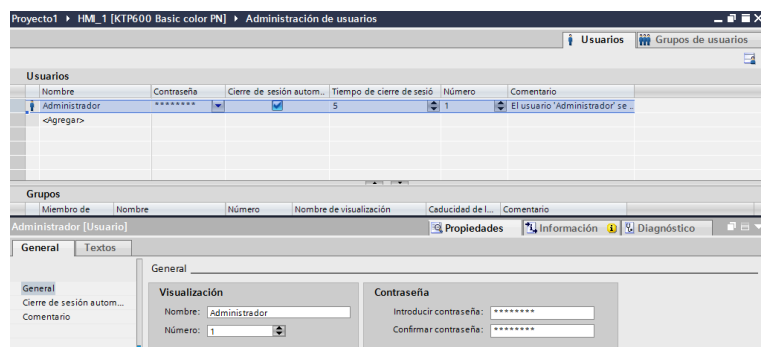 Proyecto1 ▸ HMI_1 [KTP600 Basic color PN] ▸ Administración de usuarios
Usuarios Grupos de usuarios
Usuarios
Nombre Contraseña Cierre de sesión autom... Tiempo de cierre de sesió Número Comentario
Administrador ******** 5 1 El usuario 'Administrador' se ...
<Agregar>
Grupos
Miembro de Nombre Número Nombre de visualización Caducidad de l... Comentario
Administrador [Usuario] Propiedades Información Diagnóstico
General Textos
General
General
Cierre de sesión autom...
Comentario
Visualización
Nombre: Administrador
Número: 1
Contraseña
Introducir contraseña: ********
Confirmar contraseña: ********